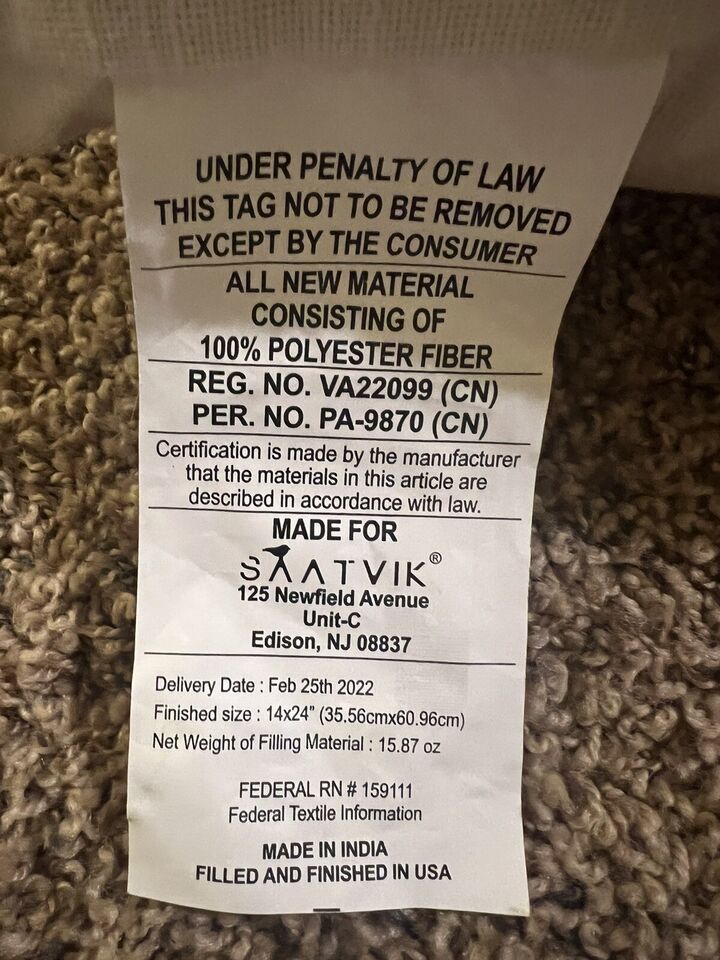 UNDER PENALTY OF LAW
THIS TAG NOT TO BE REMOVED
EXCEPT BY THE CONSUMER
ALL NEW MATERIAL
CONSISTING OF
100% POLYESTER FIBER
REG. NO. VA22099 (CN)
PER. NO. PA-9870 (CN)
Certification is made by the manufacturer
that the materials in this article are
described in accordance with law.
MADE FOR
SAATVIK®
125 Newfield Avenue
Unit-C
Edison, NJ 08837
Delivery Date : Feb 25th 2022
Finished size : 14x24" (35.56cmx60.96cm)
Net Weight of Filling Material : 15.87 oz
FEDERAL RN # 159111
Federal Textile Information
MADE IN INDIA
FILLED AND FINISHED IN USA